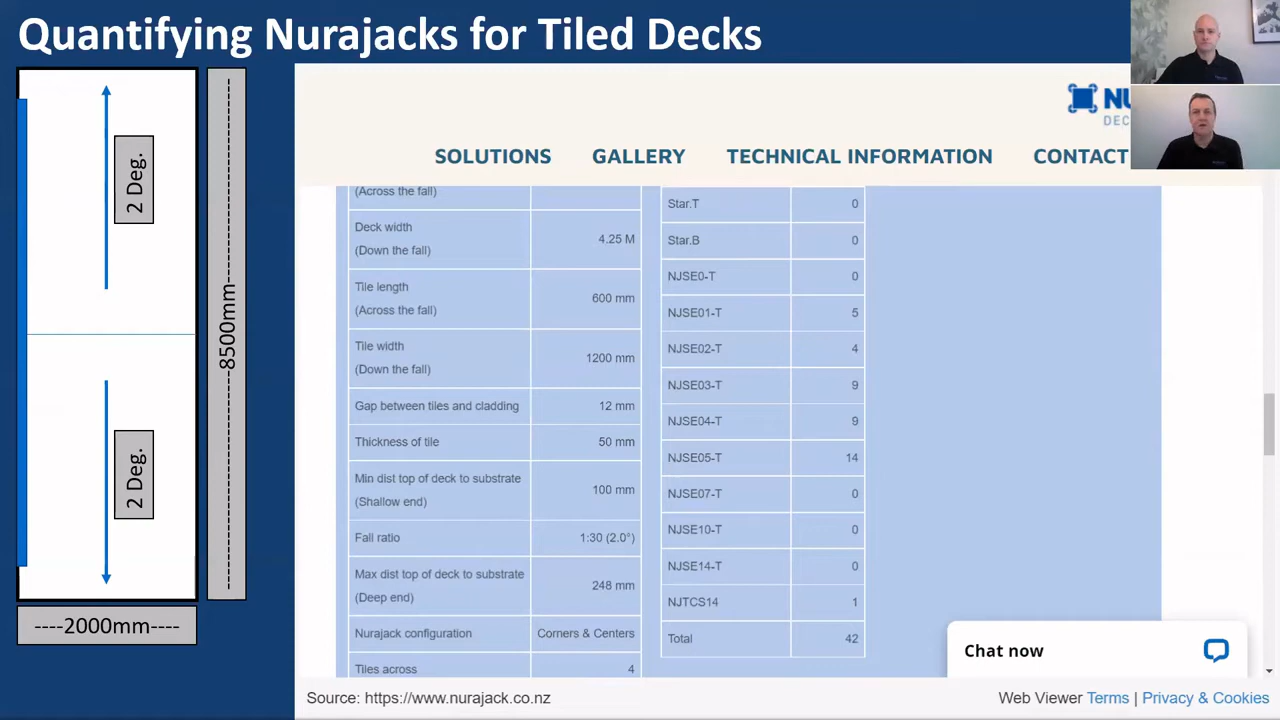 Quantifying Nurajacks for Tiled Decks
2 Deg.
2 Deg.
----2000mm----
8500mm
SOLUTIONS GALLERY TECHNICAL INFORMATION CONTACT
(Across the fall)
Deck width
(Down the fall)
4.25 M
Tile length
(Across the fall)
600 mm
Tile width
(Down the fall)
1200 mm
Gap between tiles and cladding 12 mm
Thickness of tile 50 mm
Min dist top of deck to substrate
(Shallow end)
100 mm
Fall ratio 1:30 (2.0°)
Max dist top of deck to substrate
(Deep end)
248 mm
Nurajack configuration Corners & Centers
Tiles across 4
Star.T 0
Star.B 0
NJSE0-T 0
NJSE01-T 5
NJSE02-T 4
NJSE03-T 9
NJSE04-T 9
NJSE05-T 14
NJSE07-T 0
NJSE10-T 0
NJSE14-T 0
NJTCS14 1
Total 42
Chat now
Source: https://www.nurajack.co.nz
Web Viewer Terms | Privacy & Cookies